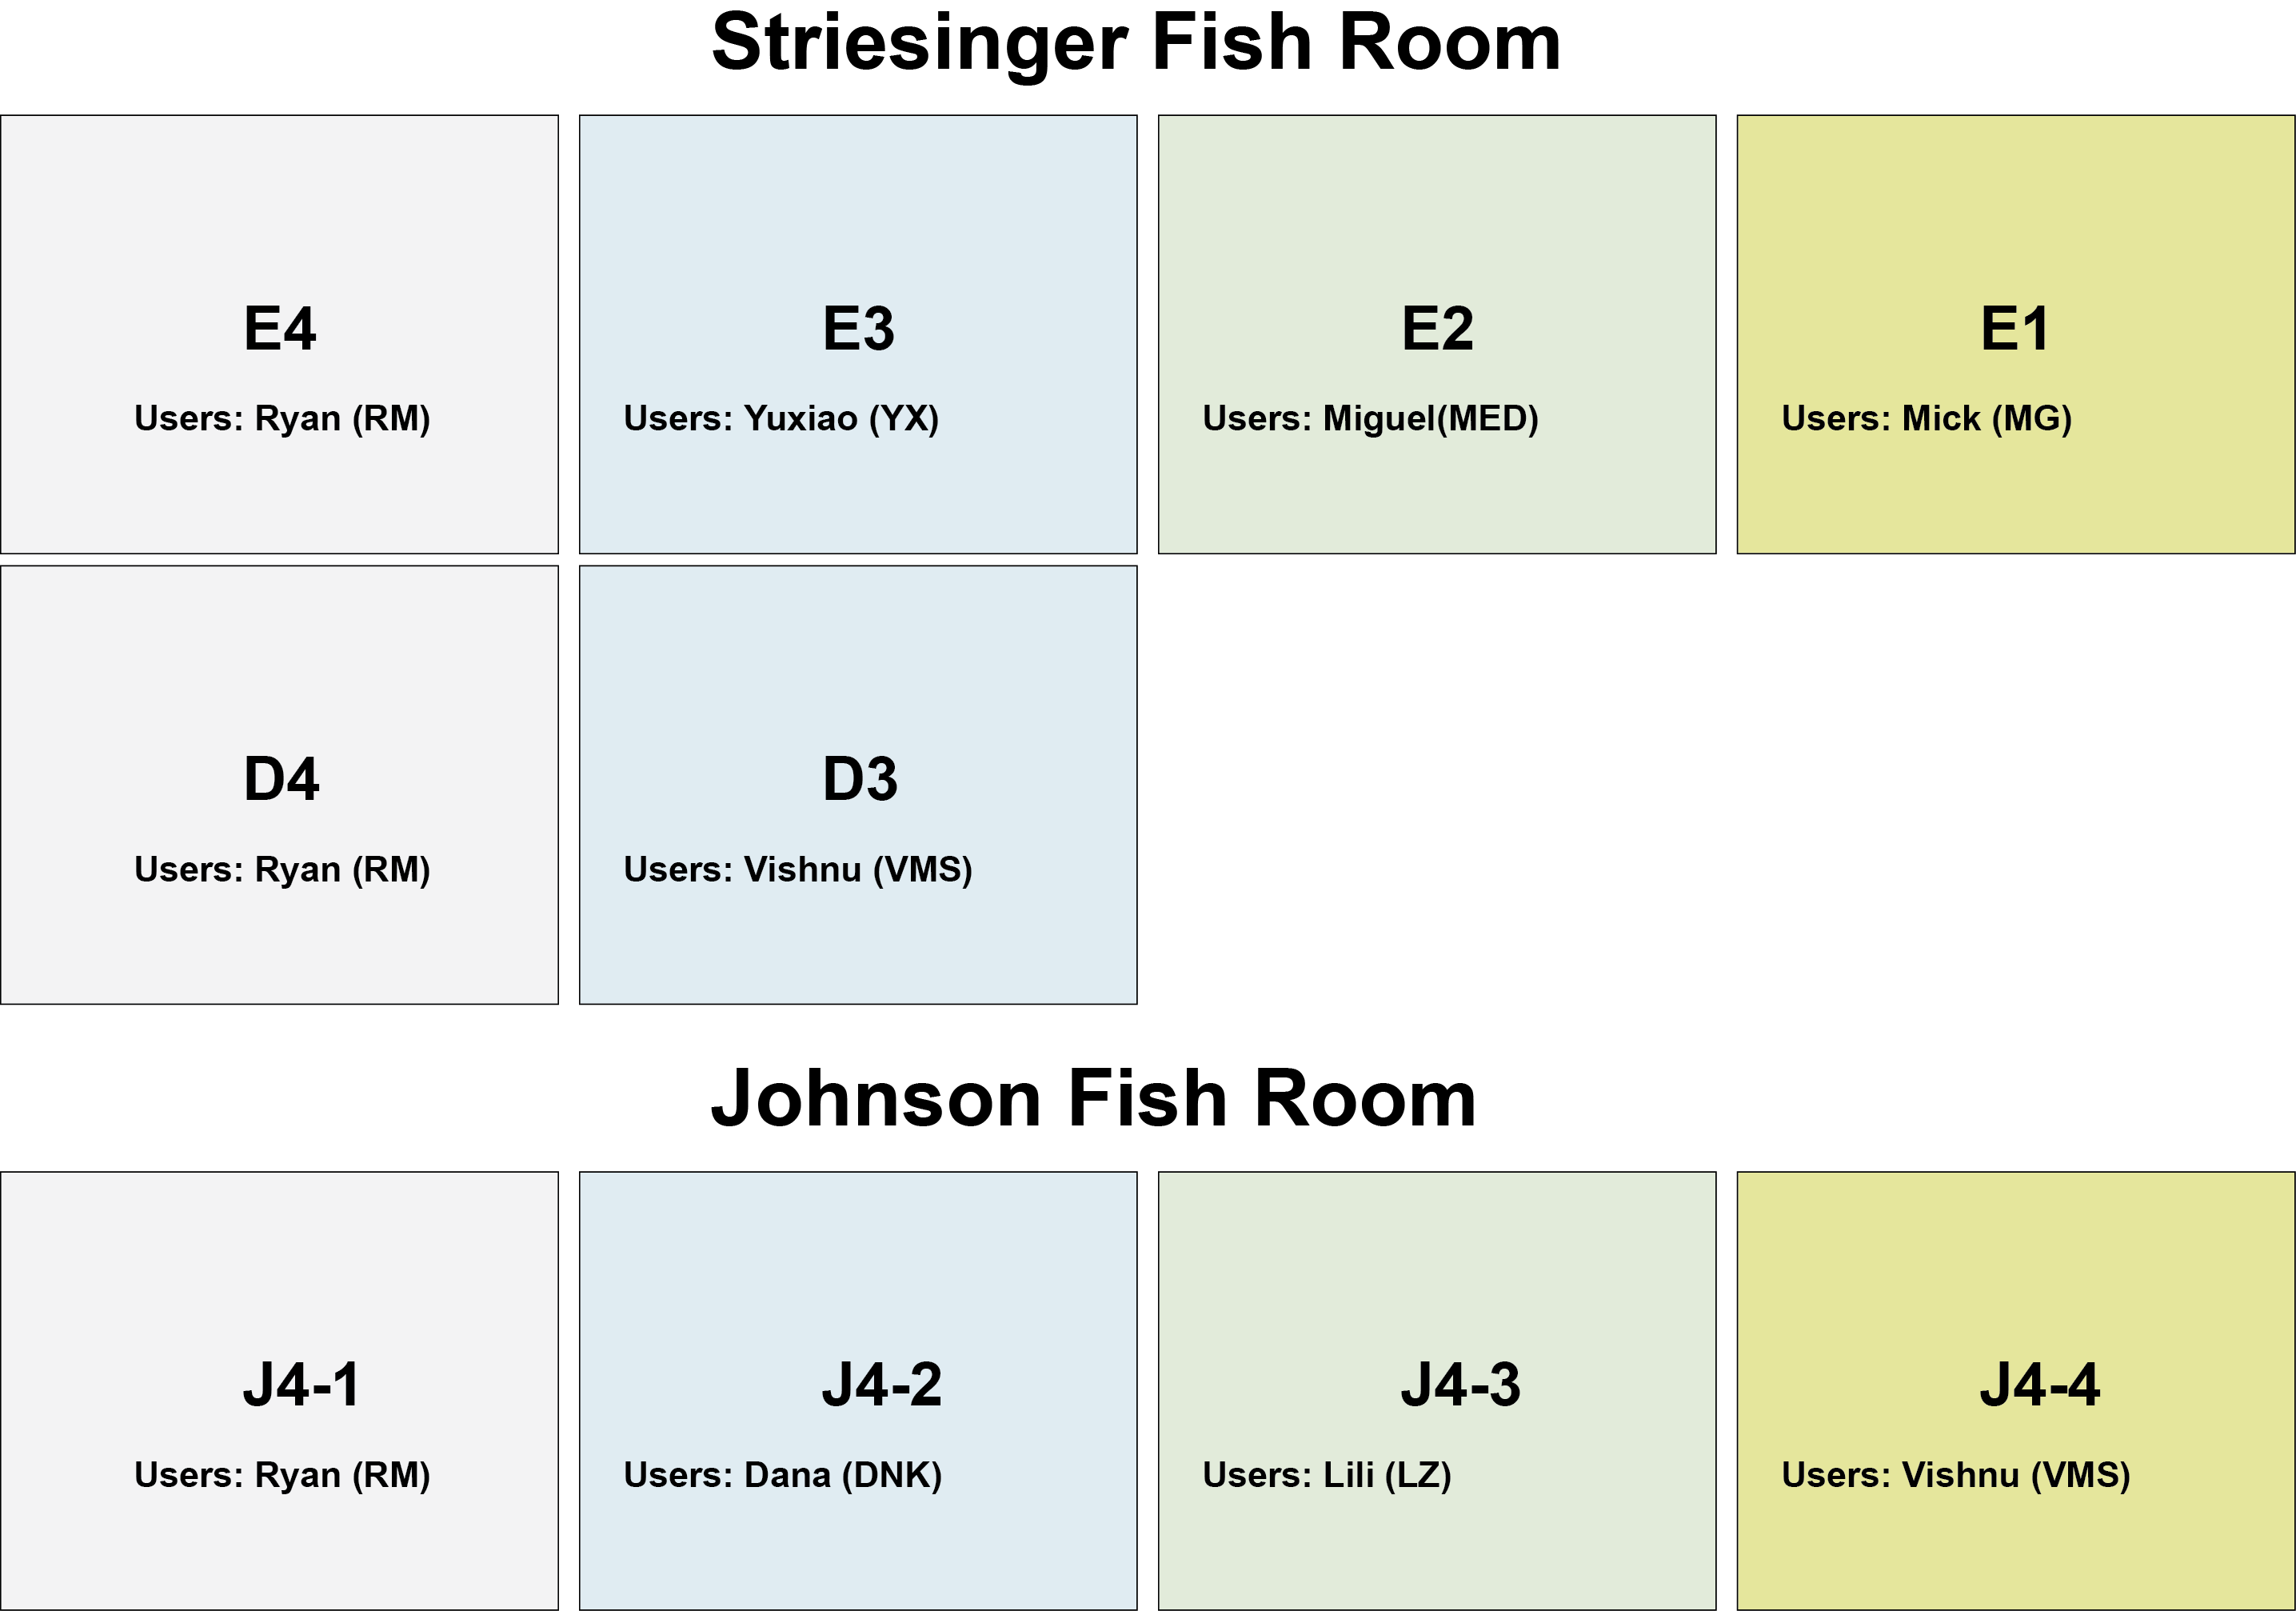 Striesinger Fish Room
E4
Users: Ryan (RM)
E3
Users: Yuxiao (YX)
E2
Users: Miguel(MED)
E1
Users: Mick (MG)
D4
Users: Ryan (RM)
D3
Users: Vishnu (VMS)
Johnson Fish Room
J4-1
Users: Ryan (RM)
J4-2
Users: Dana (DNK)
J4-3
Users: Lili (LZ)
J4-4
Users: Vishnu (VMS)